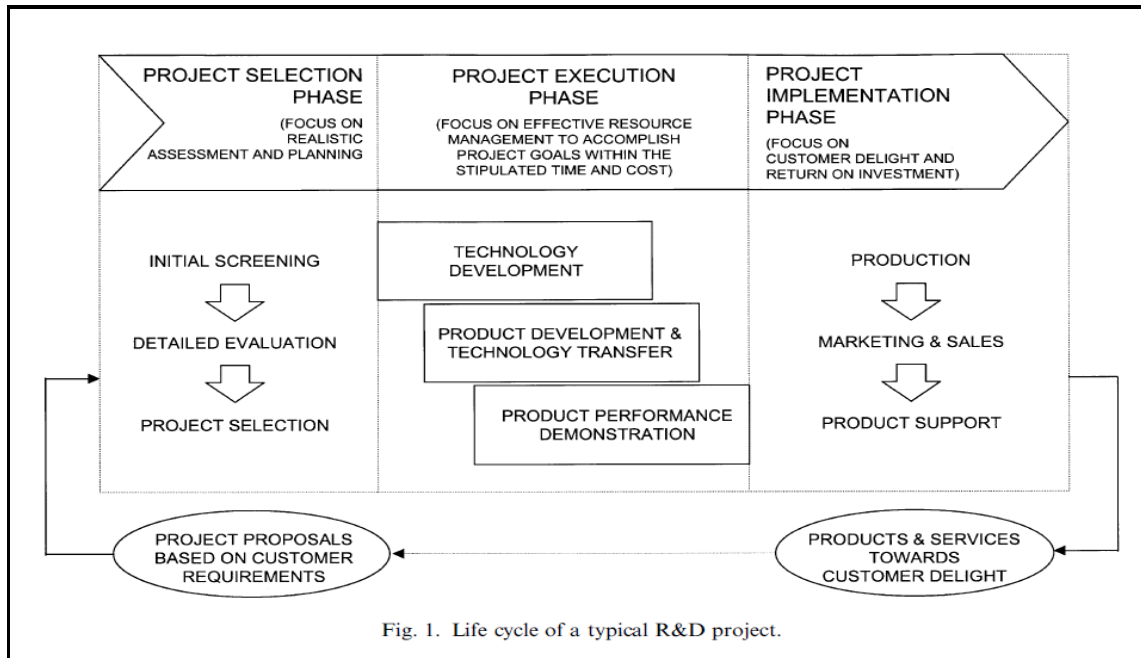 PROJECT SELECTION
PHASE
(FOCUS ON
REALISTIC
ASSESSMENT AND PLANNING
PROJECT EXECUTION
PHASE
(FOCUS ON EFFECTIVE RESOURCE
MANAGEMENT TO ACCOMPLISH
PROJECT GOALS WITHIN THE
STIPULATED TIME AND COST)
PROJECT
IMPLEMENTATION
PHASE
(FOCUS ON
CUSTOMER DELIGHT AND
RETURN ON INVESTMENT)
INITIAL SCREENING
DETAILED EVALUATION
PROJECT SELECTION
TECHNOLOGY
DEVELOPMENT
PRODUCT DEVELOPMENT &
TECHNOLOGY TRANSFER
PRODUCT PERFORMANCE
DEMONSTRATION
PRODUCTION
MARKETING & SALES
PRODUCT SUPPORT
PROJECT PROPOSALS
BASED ON CUSTOMER
REQUIREMENTS
PRODUCTS & SERVICES
TOWARDS
CUSTOMER DELIGHT
Fig. 1. Life cycle of a typical R&D project.